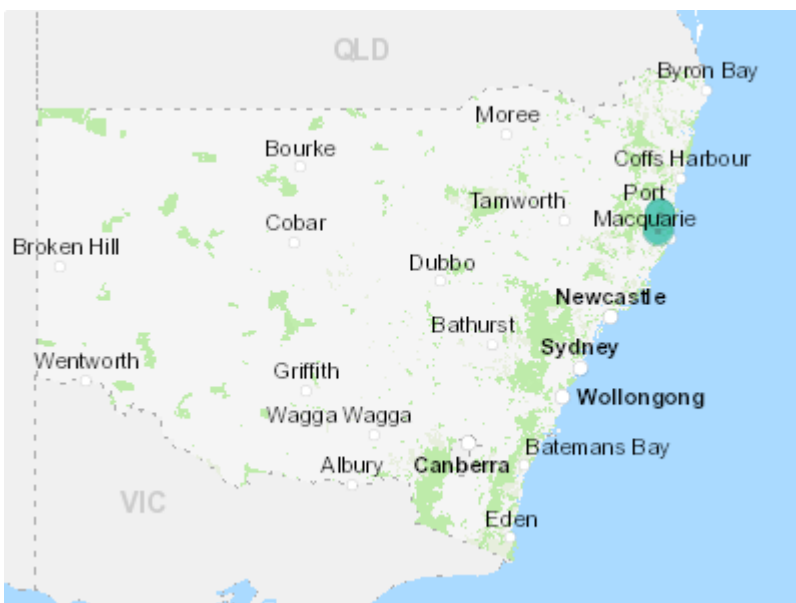 QLD
Byron Bay
Moree
Bourke
Coffs Harbour
Port
Macquarie
Tamworth
Cobar
Broken Hill
Dubbo
Newcastle
Bathurst
Sydney
Wentworth
Griffith
Wollongong
Wagga Wagga
Batemans Bay
Canberra
Albury
VIC
Eden